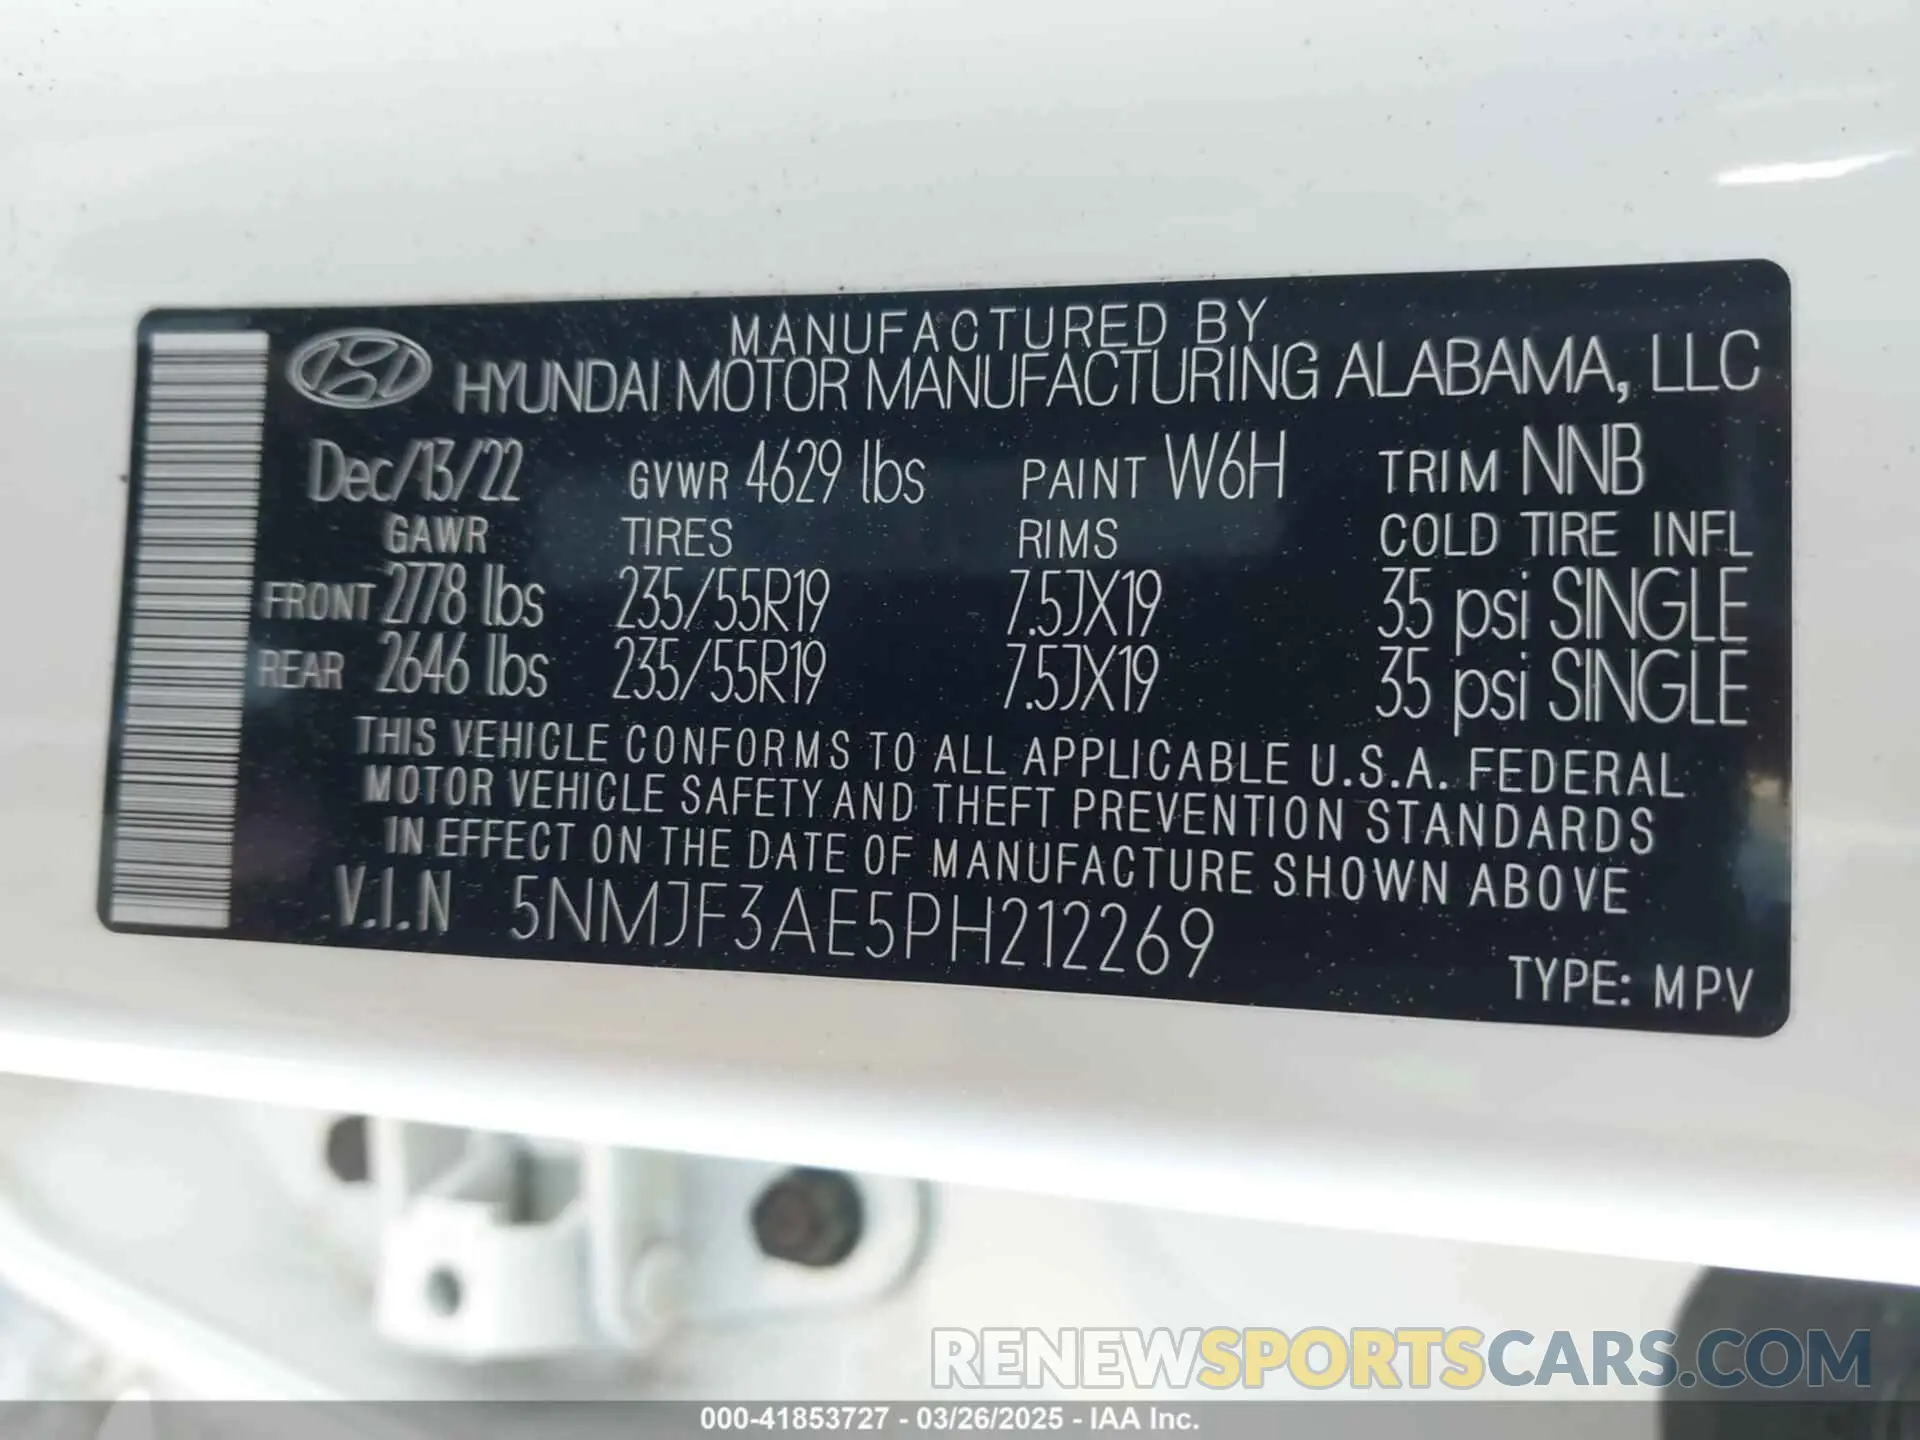 MANUFACTURED BY
HYUNDAI MOTOR MANUFACTURING ALABAMA, LLC
Dec/13/22 GVWR 4629 lbs PAINT W6H TRIM NNB
GAWR TIRES RIMS COLD TIRE INFL
FRONT 2778 lbs 235/55R19 7.5JX19 35 psi SINGLE
REAR 2646 lbs 235/55R19 7.5JX19 35 psi SINGLE
THIS VEHICLE CONFORMS TO ALL APPLICABLE U.S.A. FEDERAL
MOTOR VEHICLE SAFETY AND THEFT PREVENTION STANDARDS
IN EFFECT ON THE DATE OF MANUFACTURE SHOWN ABOVE
V.I.N 5NMJF3AE5PH212269
TYPE: MPV
RENEWSPORTSCARS.COM
000-41853727 - 03/26/2025 - IAA Inc.